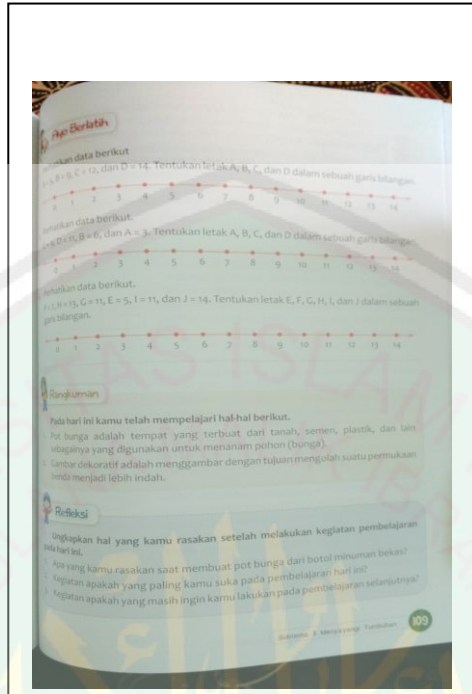 Ayo Berlatih
data berikut
B = 9, C = 12, dan D = 14. Tentukan letak A, B, C, dan D dalam sebuah garis bilangan.
0 1 2 3 4 5 6 7 8 9 10 11 12 13 14
data berikut.
D = 11, B = 6, dan A = 3. Tentukan letak A, B, C, dan D dalam sebuah garis bilangan.
0 1 2 3 4 5 6 7 8 9 10 11 12 13 14
data berikut.
H = 13, G = 11, E = 5, I = 11, dan J = 14. Tentukan letak E, F, G, H, I, dan J dalam sebuah
garis bilangan.
0 1 2 3 4 5 6 7 8 9 10 11 12 13 14
Rangkuman
Pada hari ini kamu telah mempelajari hal-hal berikut.
Pot bunga adalah tempat yang terbuat dari tanah, semen, plastik, dan lain
sebagainya yang digunakan untuk menanam pohon (bunga).
Gambar dekoratif adalah menggambar dengan tujuan mengolah suatu permukaan
benda menjadi lebih indah.
Refleksi
Ungkapkan hal yang kamu rasakan setelah melakukan kegiatan pembelajaran
pada hari ini.
Apa yang kamu rasakan saat membuat pot bunga dari botol minuman bekas?
Kegiatan apakah yang paling kamu suka pada pembelajaran hari ini?
Kegiatan apakah yang masih ingin kamu lakukan pada pembelajaran selanjutnya?
Subtema 3 Menyayangi Tumbuhan 109